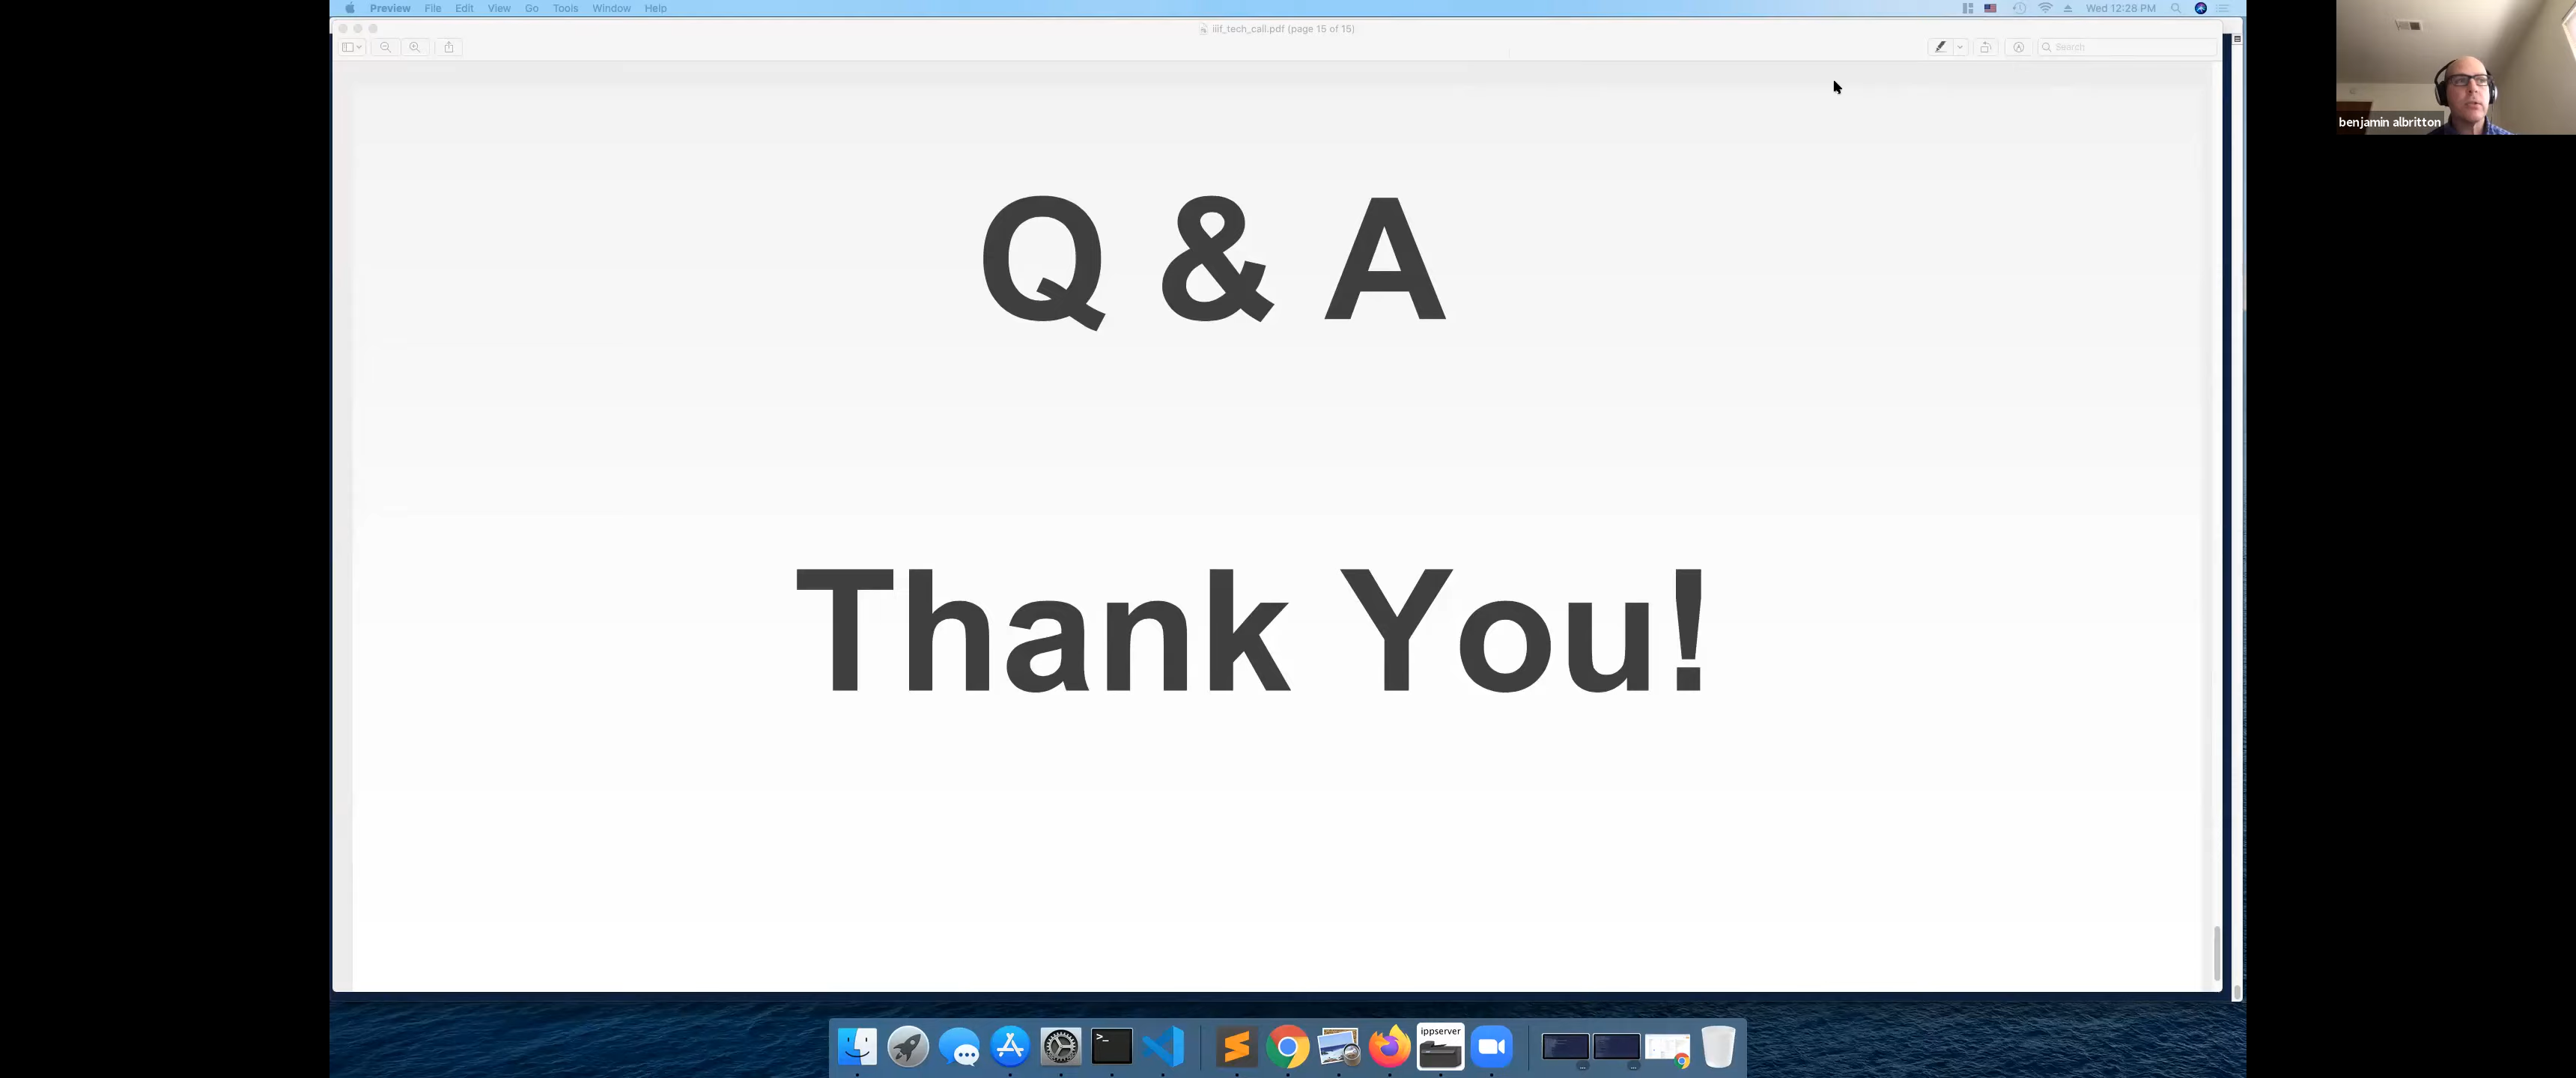 Preview File Edit View Go Tools Window Help
Wed 12:28 PM
iiif_tech_call.pdf (page 15 of 15)
Search
benjamin albritton
Q & A
Thank You!
ippserver